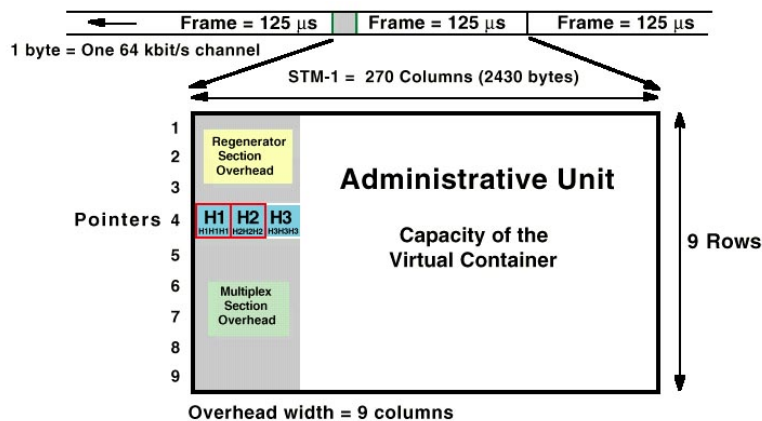 Frame = 125 μs Frame = 125 μs Frame = 125 μs
1 byte = One 64 kbit/s channel
STM-1 = 270 Columns (2430 bytes)
1
Regenerator
2
Section
Overhead
3
Administrative Unit
Pointers 4 H1 H2 H3
H1H1H1 H2H2H2 H3H3H3
Capacity of the
Virtual Container
9 Rows
5
6
Multiplex
Section
7
Overhead
8
9
Overhead width = 9 columns